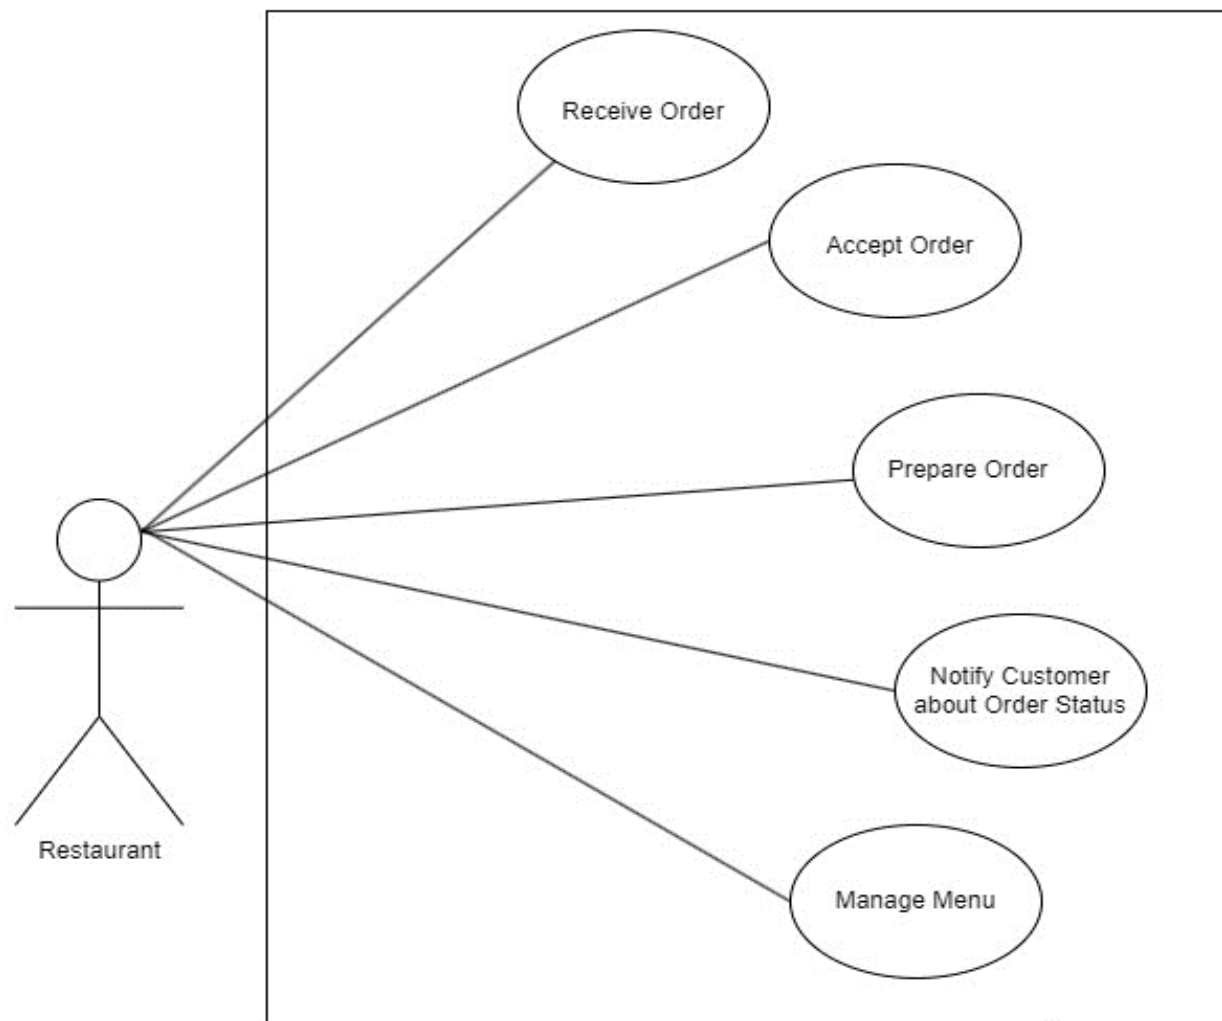 Receive Order
Accept Order
Prepare Order
Notify Customer
about Order Status
Restaurant
Manage Menu